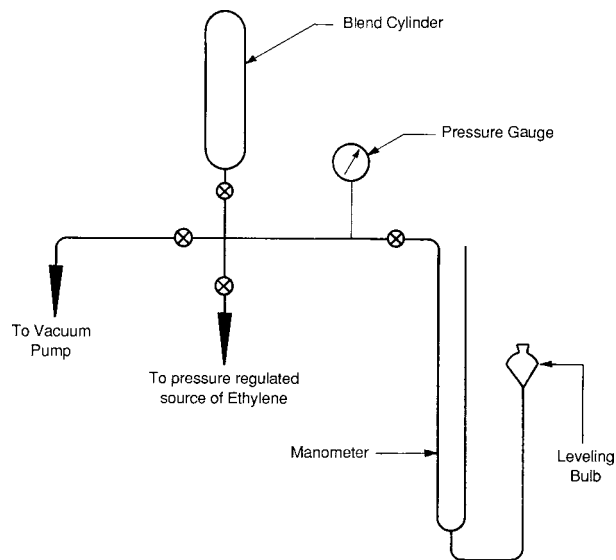 Blend Cylinder
Pressure Gauge
To Vacuum
Pump
To pressure regulated
source of Ethylene
Manometer
Leveling
Bulb